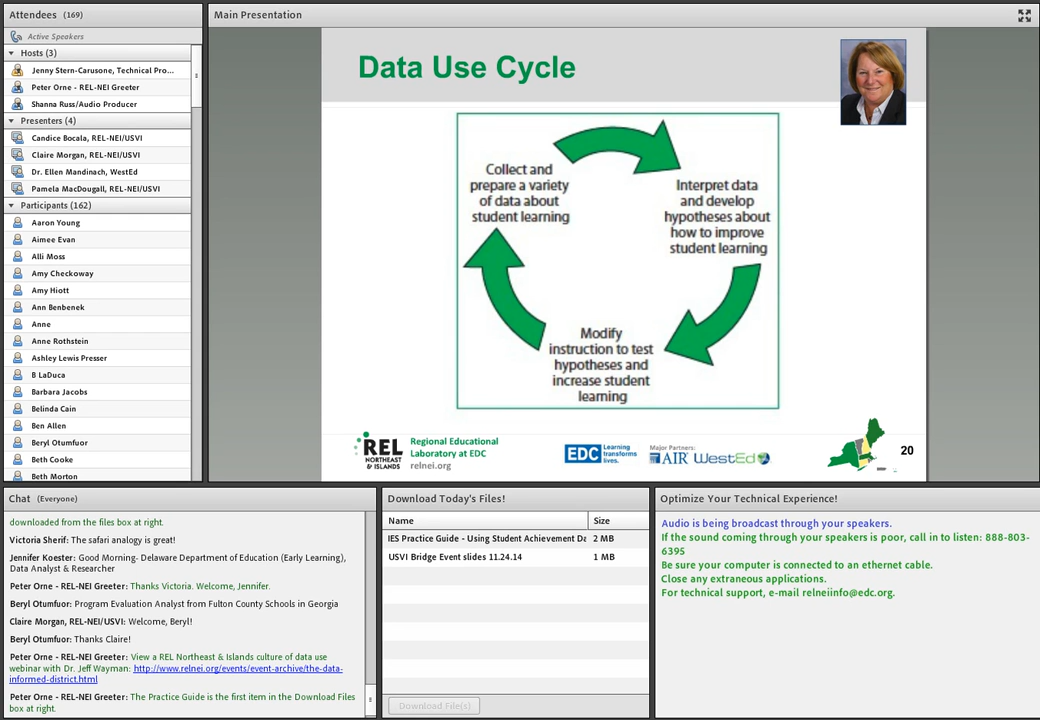 Attendees (169)
Active Speakers
Hosts (3)
Jenny Stern-Carusone, Technical Pro...
Peter Orne - REL-NEI Greeter
Shanna Russ/Audio Producer
Presenters (4)
Candice Bocala, REL-NEI/USVI
Claire Morgan, REL-NEI/USVI
Dr. Ellen Mandinach, WestEd
Pamela MacDougall, REL-NEI/USVI
Participants (162)
Aaron Young
Aimee Evan
Alli Moss
Amy Checkoway
Amy Hiott
Ann Benbenek
Anne
Anne Rothstein
Ashley Lewis Presser
B LaDuca
Barbara Jacobs
Belinda Cain
Ben Allen
Beryl Otumfuor
Beth Cooke
Beth Morton
Main Presentation
Data Use Cycle
Collect and
prepare a variety
of data about
student learning
Interpret data
and develop
hypotheses about
how to improve
student learning
Modify
instruction to test
hypotheses and
increase student
learning
REL
NORTHEAST
& ISLANDS
Regional Educational
Laboratory at EDC
relnei.org
EDC
Learning
transforms
lives.
Major Partners:
AIR WestEd
20
Chat (Everyone)
downloaded from the files box at right.
Victoria Sherif: The safari analogy is great!
Jennifer Koester: Good Morning- Delaware Department of Education (Early Learning),
Data Analyst & Researcher
Peter Orne - REL-NEI Greeter: Thanks Victoria. Welcome, Jennifer.
Beryl Otumfuor: Program Evaluation Analyst from Fulton County Schools in Georgia
Claire Morgan, REL-NEI/USVI: Welcome, Beryl!
Beryl Otumfuor: Thanks Claire!
Peter Orne - REL-NEI Greeter: View a REL Northeast & Islands culture of data use
webinar with Dr. Jeff Wayman: http://www.relnei.org/events/event-archive/the-data-
informed-district.html
Peter Orne - REL-NEI Greeter: The Practice Guide is the first item in the Download Files
box at right.
Download Today's Files!
Name Size
IES Practice Guide - Using Student Achievement Da 2 MB
USVI Bridge Event slides 11.24.14 1 MB
Download File(s)
Optimize Your Technical Experience!
Audio is being broadcast through your speakers.
If the sound coming through your speakers is poor, call in to listen: 888-803-
6395
Be sure your computer is connected to an ethernet cable.
Close any extraneous applications.
For technical support, e-mail relneiinfo@edc.org.